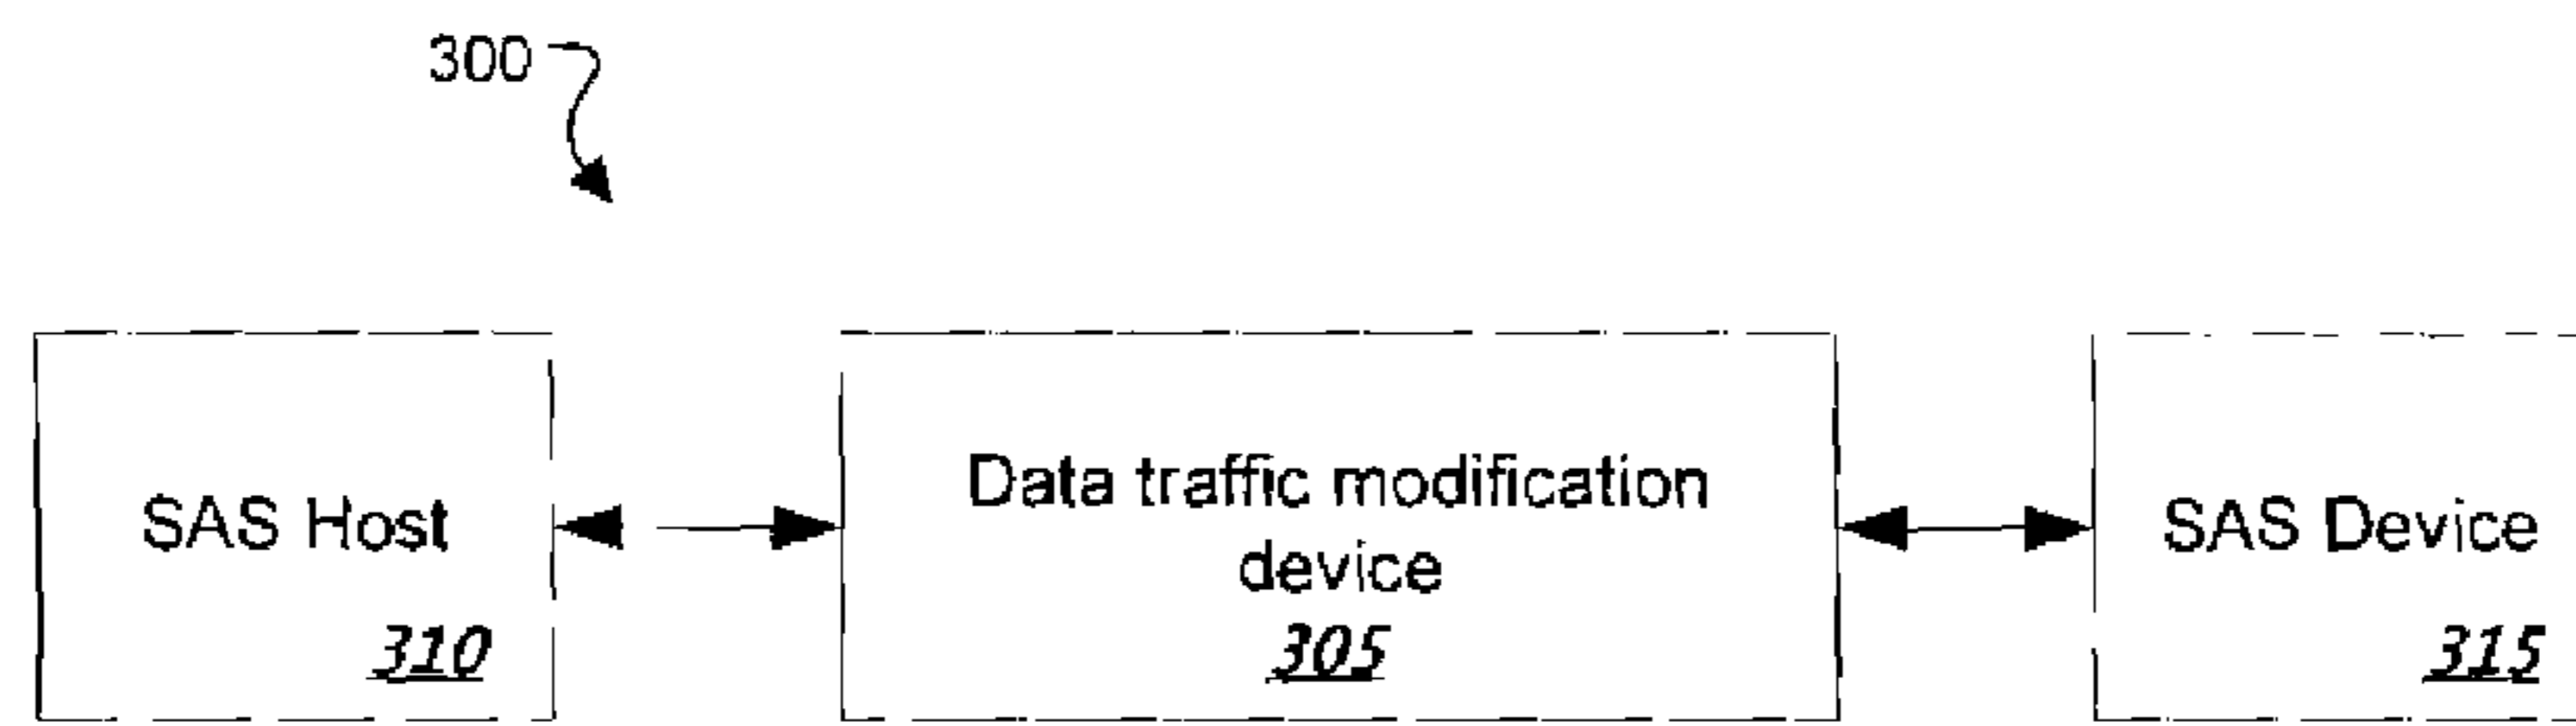 300
SAS Host
310
Data traffic modification
device
305
SAS Device
315